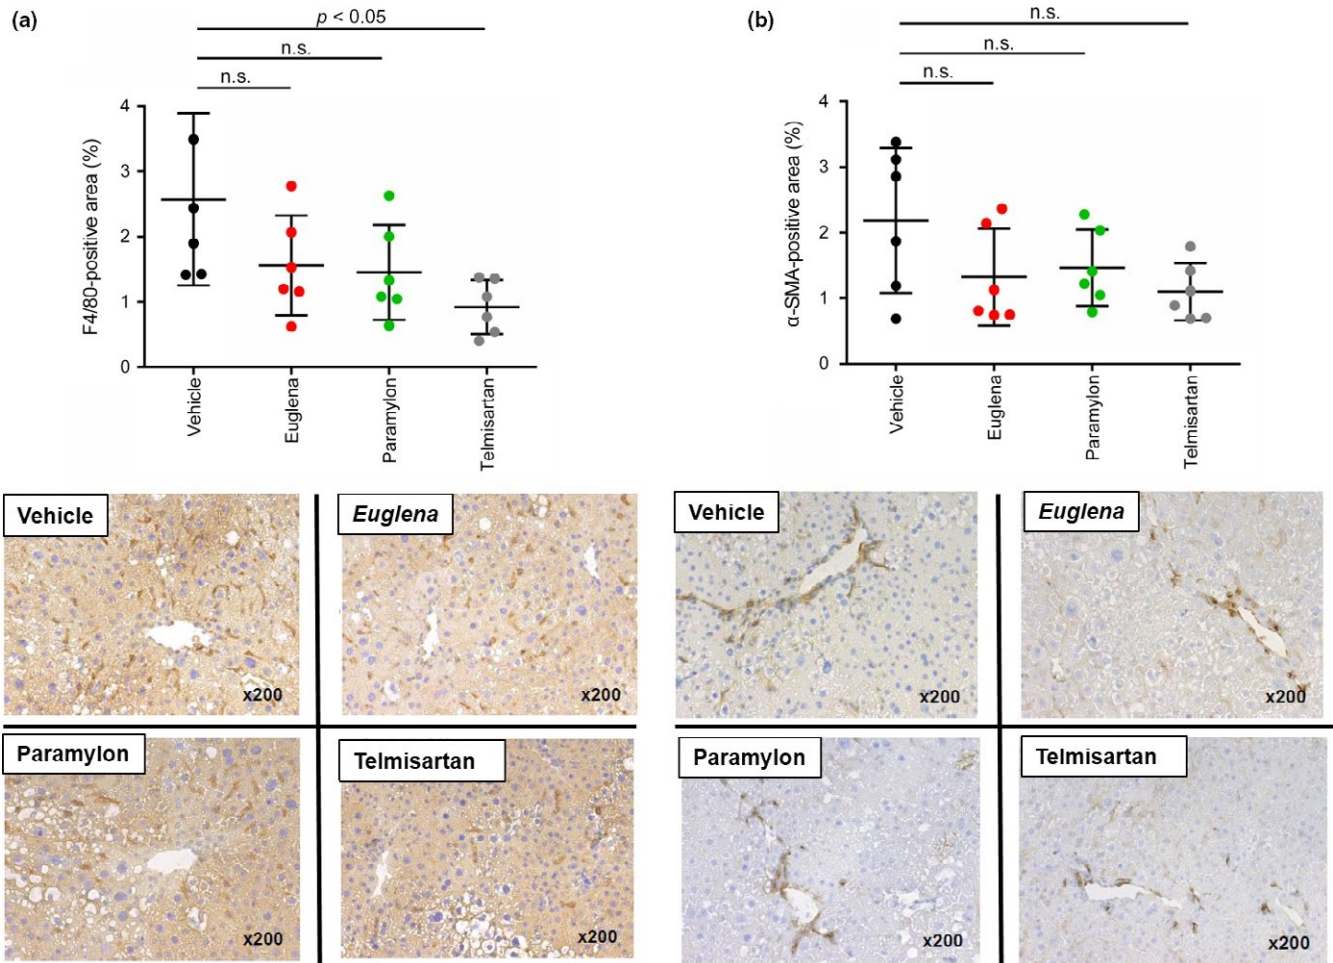 (a)
p < 0.05
n.s.
n.s.
F4/80-positive area (%)
4
3
2
1
0
Vehicle
Euglena
Paramylon
Telmisartan
(b)
n.s.
n.s.
n.s.
α-SMA-positive area (%)
4
3
2
1
0
Vehicle
Euglena
Paramylon
Telmisartan
Vehicle
x200
Euglena
x200
Paramylon
x200
Telmisartan
x200
Vehicle
x200
Euglena
x200
Paramylon
x200
Telmisartan
x200